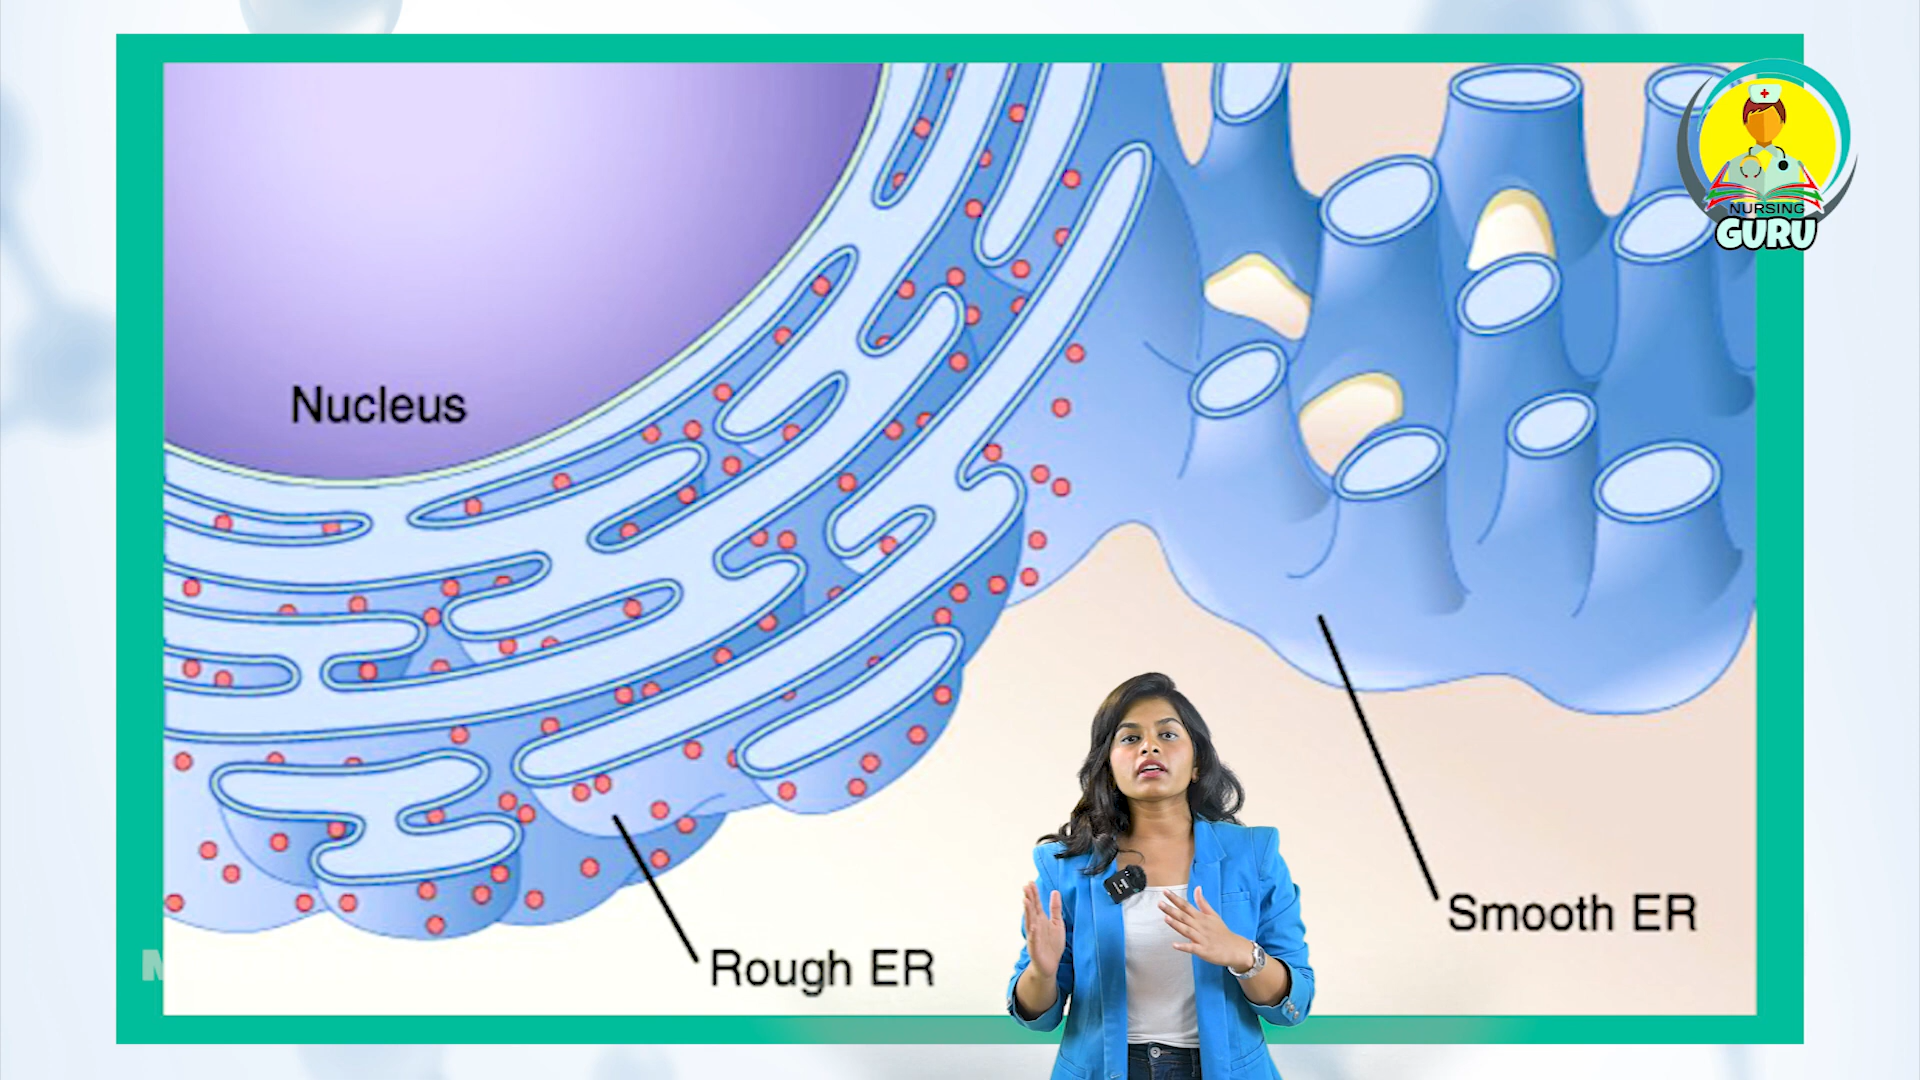 NURSING
GURU
Nucleus
Smooth ER
Rough ER